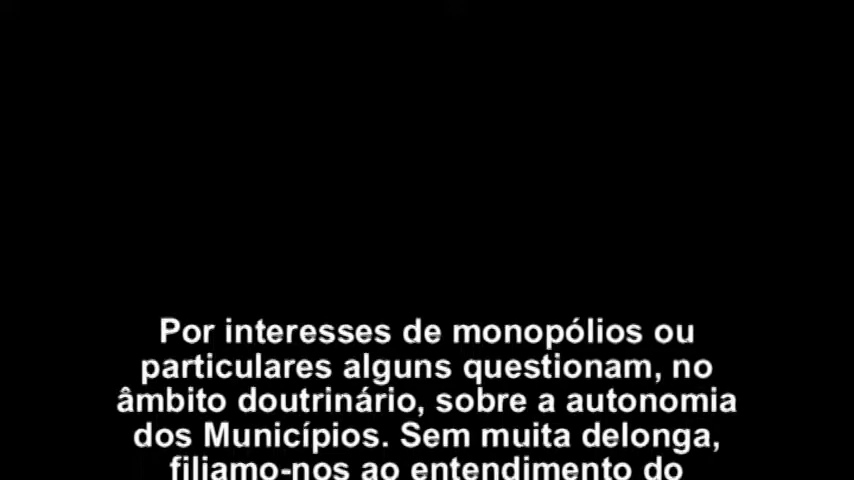 Por interesses de monopólios ou
particulares alguns questionam, no
âmbito doutrinário, sobre a autonomia
dos Municípios. Sem muita delonga,
filiamo-nos ao entendimento do